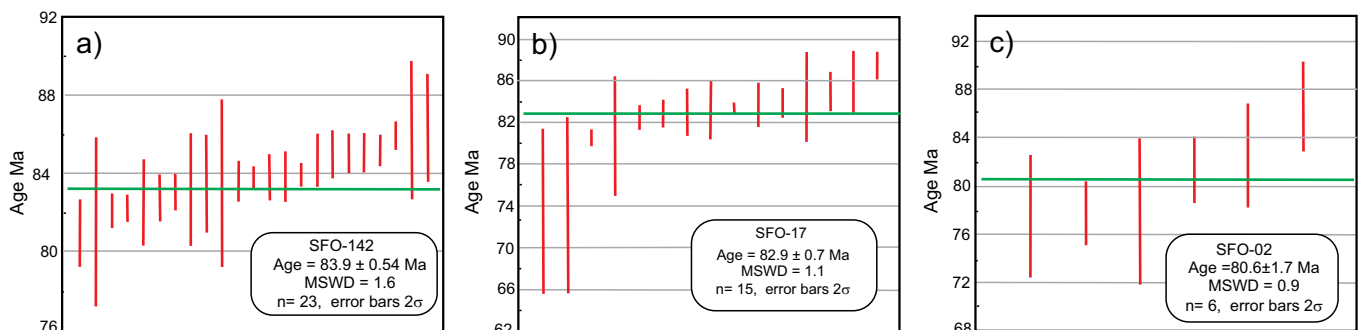 a)
Age Ma
92
88
84
80
76
SFO-142
Age = 83.9 ± 0.54 Ma
MSWD = 1.6
n= 23, error bars 2σ
b)
Age Ma
90
86
82
78
90
70
66
62
SFO-17
Age = 82.9 ± 0.7 Ma
MSWD = 1.1
n= 15, error bars 2σ
c)
Age Ma
92
88
84
80
76
72
68
SFO-02
Age =80.6±1.7 Ma
MSWD = 0.9
n= 6, error bars 2σ